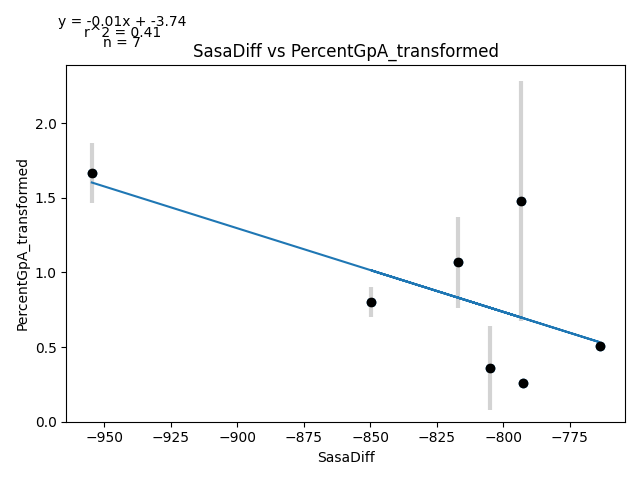 y = -0.01x + -3.74
r^2 = 0.41
n = 7
SasaDiff vs PercentGpA_transformed
PercentGpA_transformed
2.0
1.5
1.0
0.5
0.0
−950
−925
−900
−875
−850
−825
−800
−775
SasaDiff